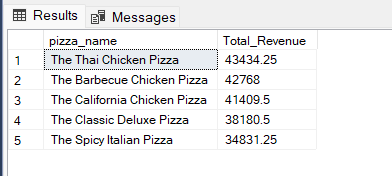 Results Messages
pizza_name Total_Revenue
1 The Thai Chicken Pizza 43434.25
2 The Barbecue Chicken Pizza 42768
3 The California Chicken Pizza 41409.5
4 The Classic Deluxe Pizza 38180.5
5 The Spicy Italian Pizza 34831.25